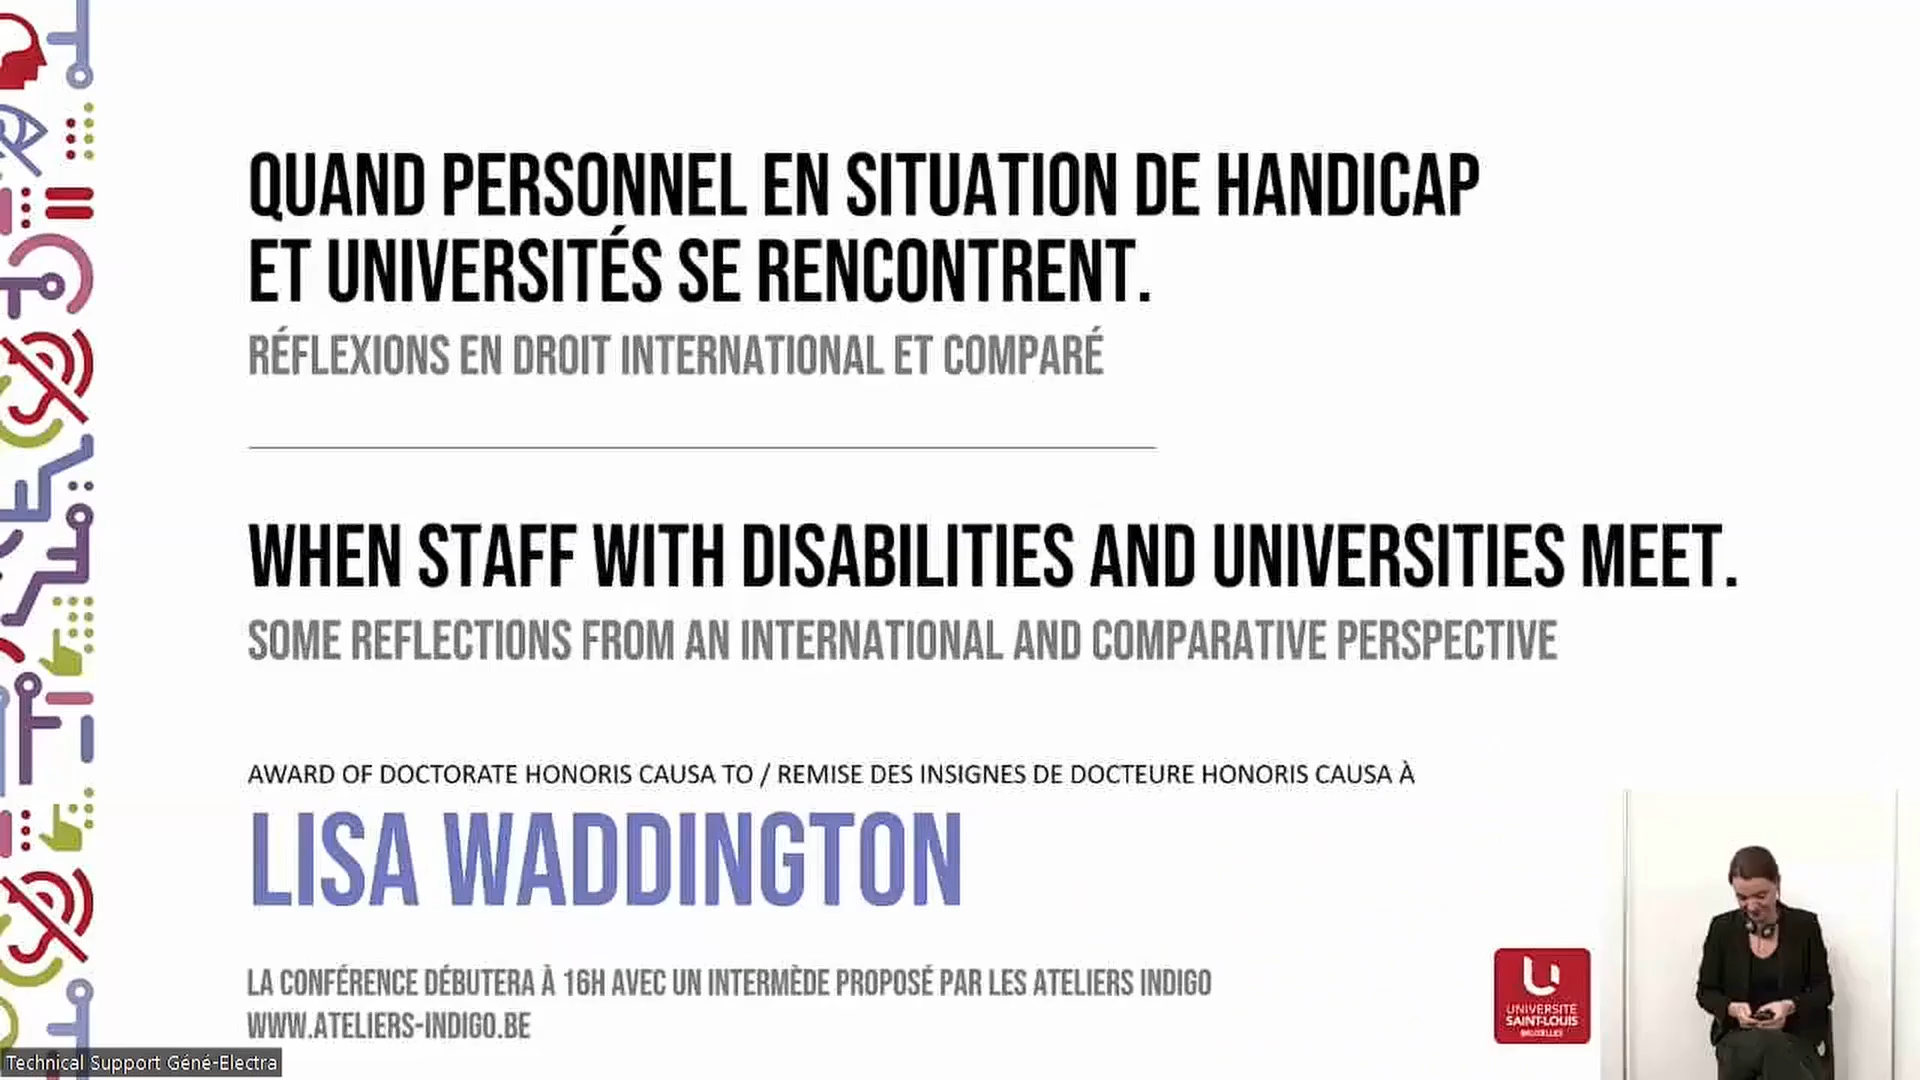 QUAND PERSONNEL EN SITUATION DE HANDICAP
ET UNIVERSITÉS SE RENCONTRENT.
RÉFLEXIONS EN DROIT INTERNATIONAL ET COMPARÉ
WHEN STAFF WITH DISABILITIES AND UNIVERSITIES MEET.
SOME REFLECTIONS FROM AN INTERNATIONAL AND COMPARATIVE PERSPECTIVE
AWARD OF DOCTORATE HONORIS CAUSA TO / REMISE DES INSIGNES DE DOCTEURE HONORIS CAUSA À
LISA WADDINGTON
LA CONFÉRENCE DÉBUTERA À 16H AVEC UN INTERMÈDE PROPOSÉ PAR LES ATELIERS INDIGO
WWW.ATELIERS-INDIGO.BE
UNIVERSITÉ
SAINT-LOUIS
BRUXELLES
Technical Support Géné-Electra